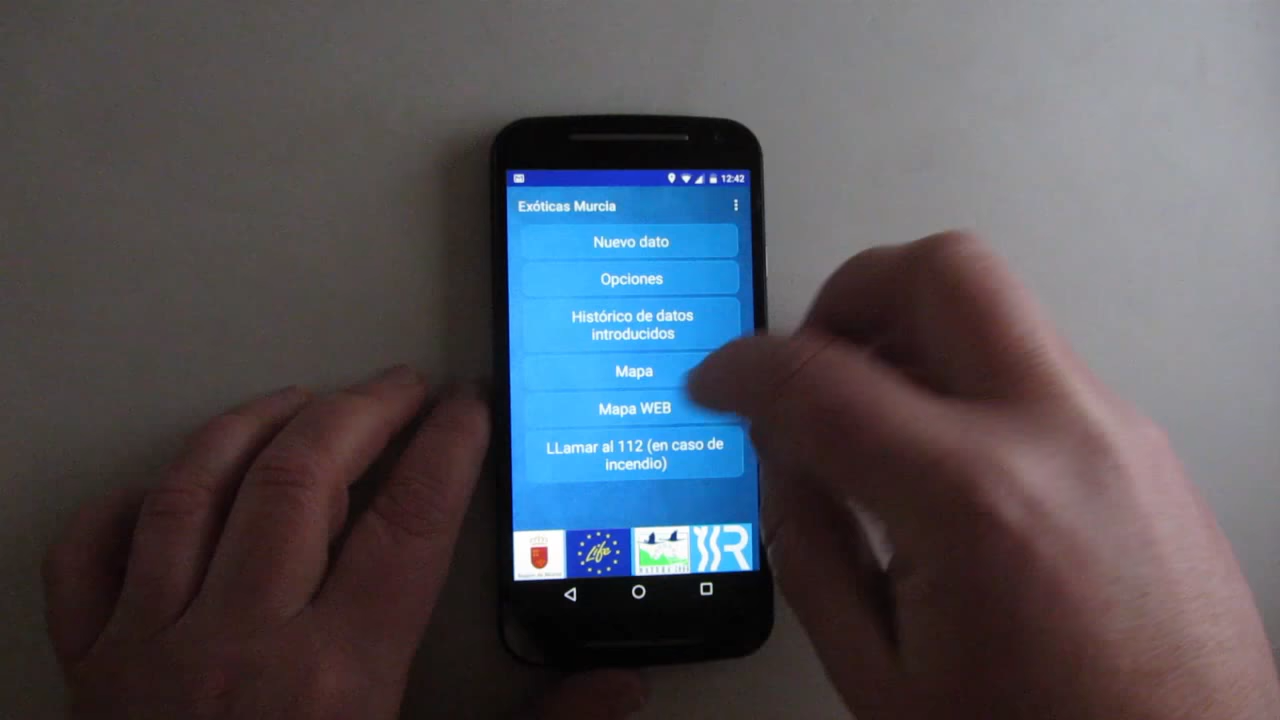 12:42
Exóticas Murcia
Nuevo dato
Opciones
Histórico de datos
introducidos
Mapa
Mapa WEB
LLamar al 112 (en caso de
incendio)
Life